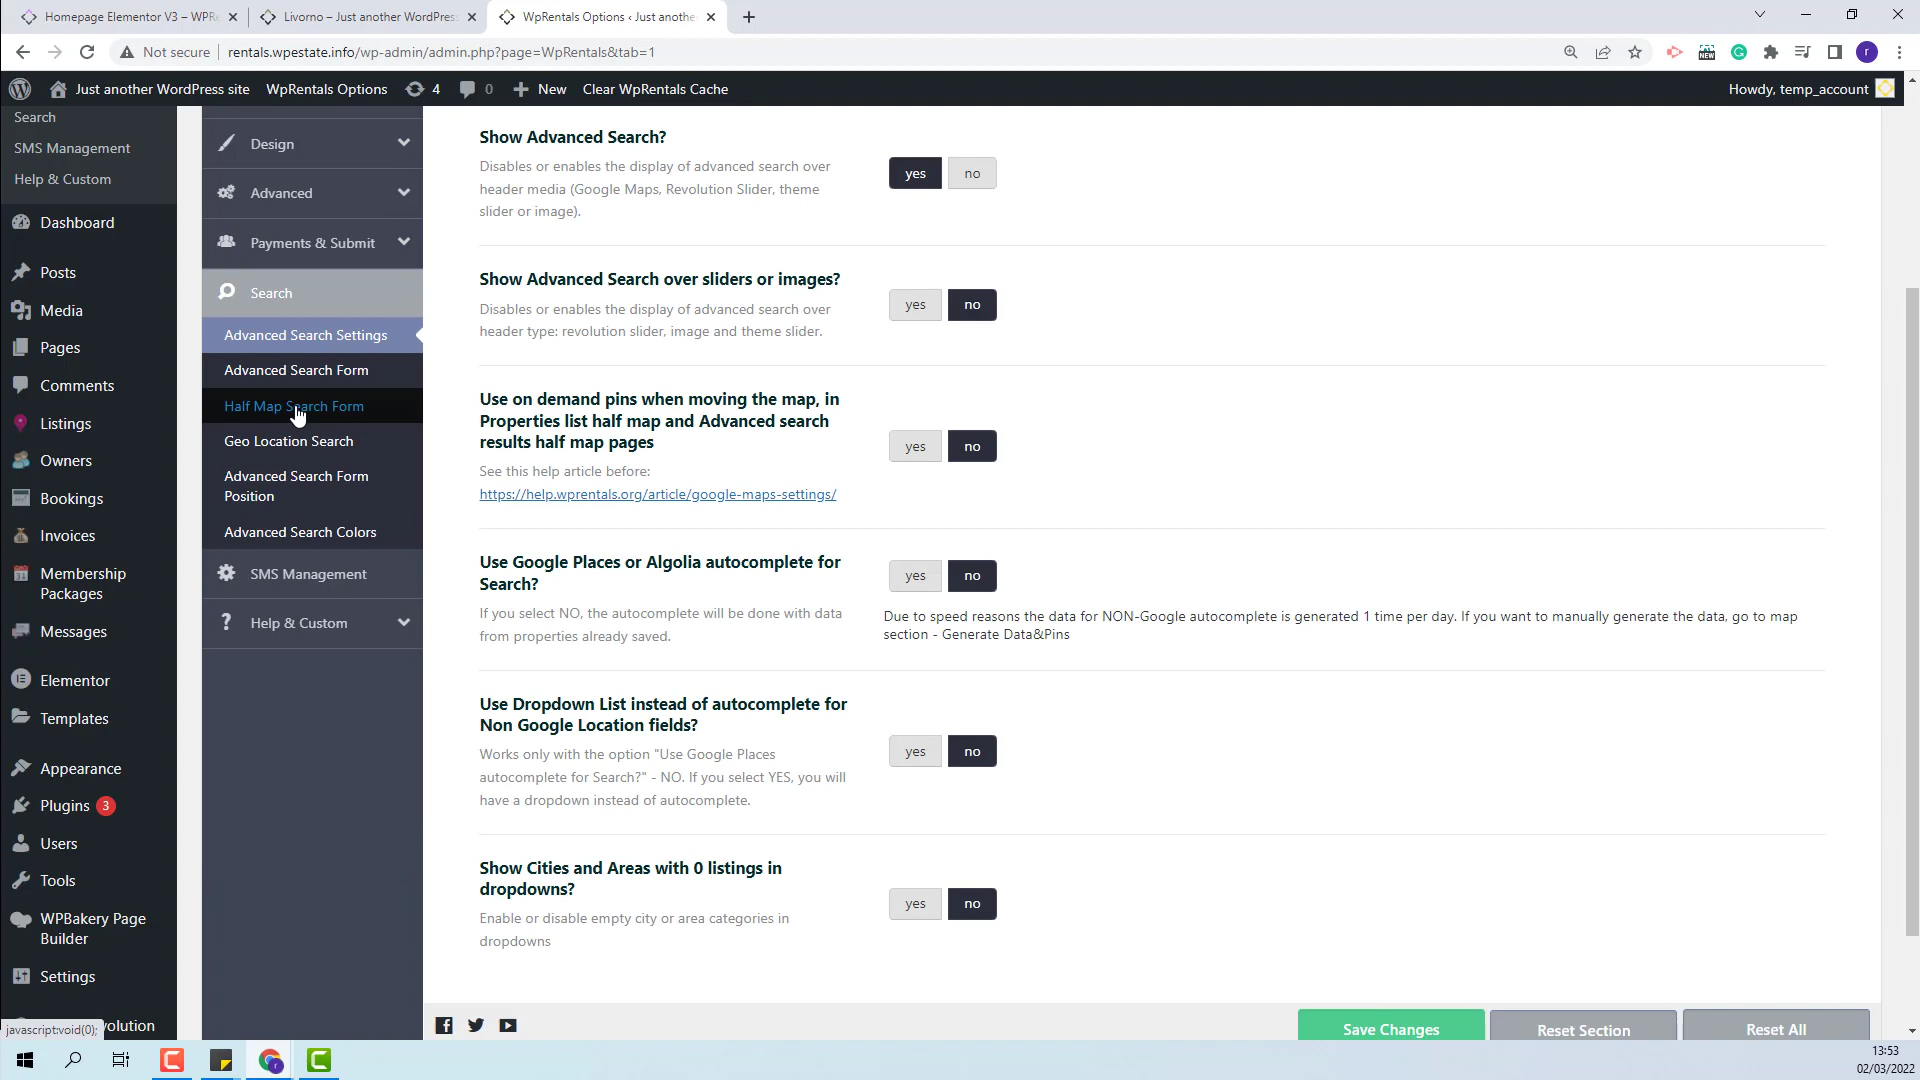 Homepage Elementor V3 – WPR
Livorno – Just another WordPress
WpRentals Options ‹ Just anothe
Not secure
rentals.wpestate.info/wp-admin/admin.php?page=WpRentals&tab=1
NEW
r
Just another WordPress site
WpRentals Options
4
0
New
Clear WpRentals Cache
Howdy, temp_account
Search
SMS Management
Help & Custom
Dashboard
Posts
Media
Pages
Comments
Listings
Owners
Bookings
Invoices
Membership
Packages
Messages
Elementor
Templates
Appearance
Plugins 3
Users
Tools
WPBakery Page
Builder
Settings
volution
javascript:void(0);
Design
Advanced
Payments & Submit
Search
Advanced Search Settings
Advanced Search Form
Half Map Search Form
Geo Location Search
Advanced Search Form
Position
Advanced Search Colors
SMS Management
Help & Custom
Show Advanced Search?
Disables or enables the display of advanced search over
header media (Google Maps, Revolution Slider, theme
slider or image).
yes no
Show Advanced Search over sliders or images?
Disables or enables the display of advanced search over
header type: revolution slider, image and theme slider.
yes no
Use on demand pins when moving the map, in
Properties list half map and Advanced search
results half map pages
See this help article before:
https://help.wprentals.org/article/google-maps-settings/
yes no
Use Google Places or Algolia autocomplete for
Search?
If you select NO, the autocomplete will be done with data
from properties already saved.
yes no
Due to speed reasons the data for NON-Google autocomplete is generated 1 time per day. If you want to manually generate the data, go to map
section - Generate Data&Pins
Use Dropdown List instead of autocomplete for
Non Google Location fields?
Works only with the option "Use Google Places
autocomplete for Search?" - NO. If you select YES, you will
have a dropdown instead of autocomplete.
yes no
Show Cities and Areas with 0 listings in
dropdowns?
Enable or disable empty city or area categories in
dropdowns
yes no
Save Changes
Reset Section
Reset All
13:53
02/03/2022